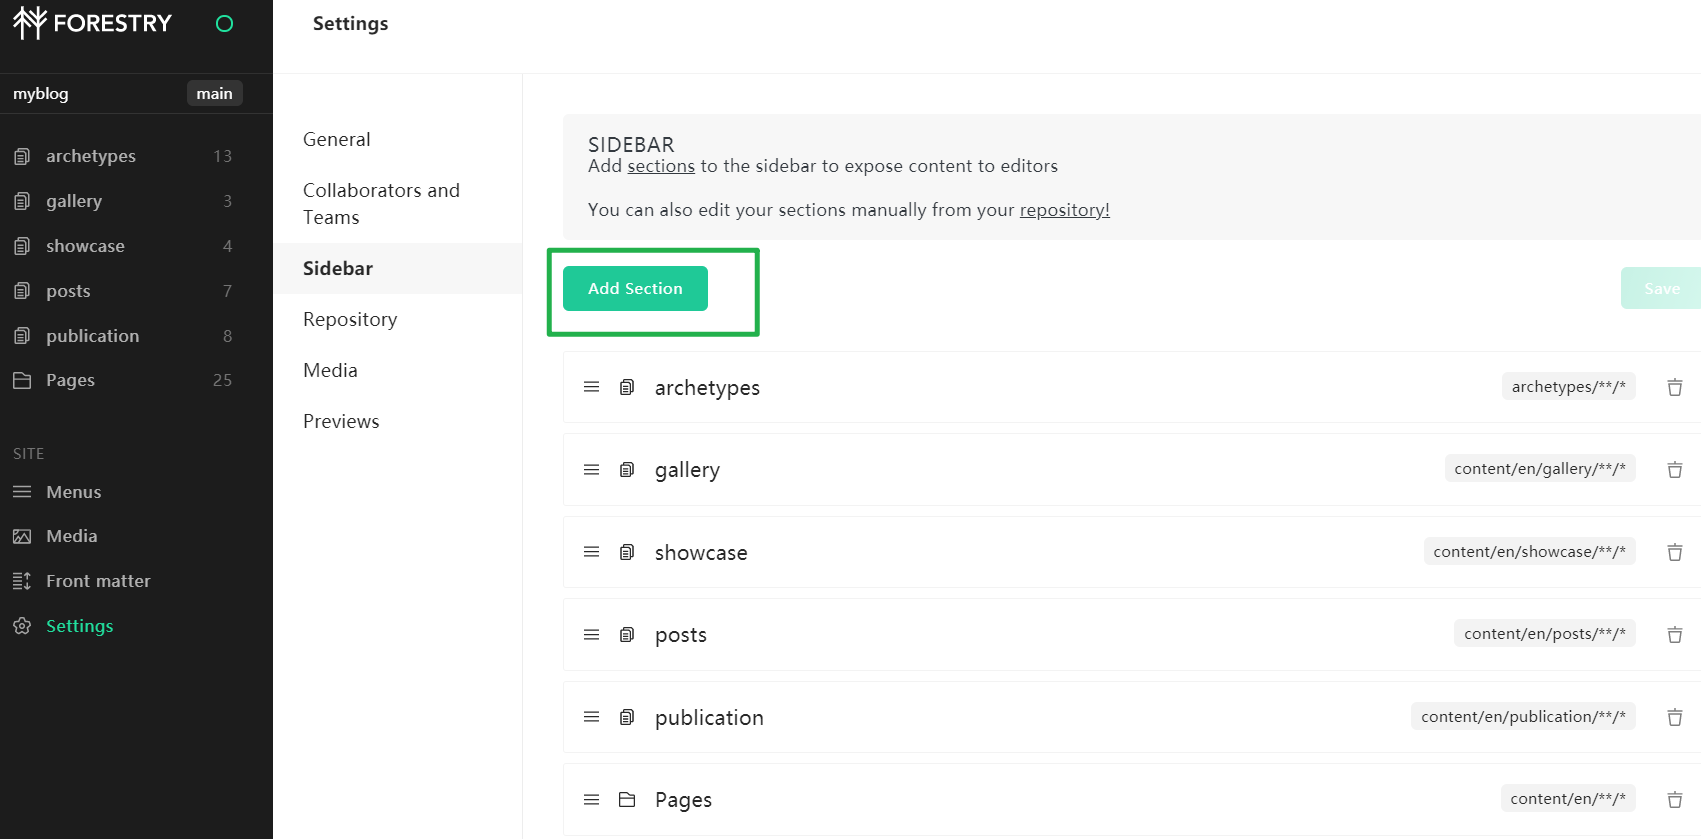 FORESTRY
myblog main
archetypes 13
gallery 3
showcase 4
posts 7
publication 8
Pages 25
SITE
Menus
Media
Front matter
Settings
Settings
General
Collaborators and
Teams
Sidebar
Repository
Media
Previews
SIDEBAR
Add sections to the sidebar to expose content to editors
You can also edit your sections manually from your repository!
Add Section
Save
archetypes archetypes/**/*
gallery content/en/gallery/**/*
showcase content/en/showcase/**/*
posts content/en/posts/**/*
publication content/en/publication/**/*
Pages content/en/**/*